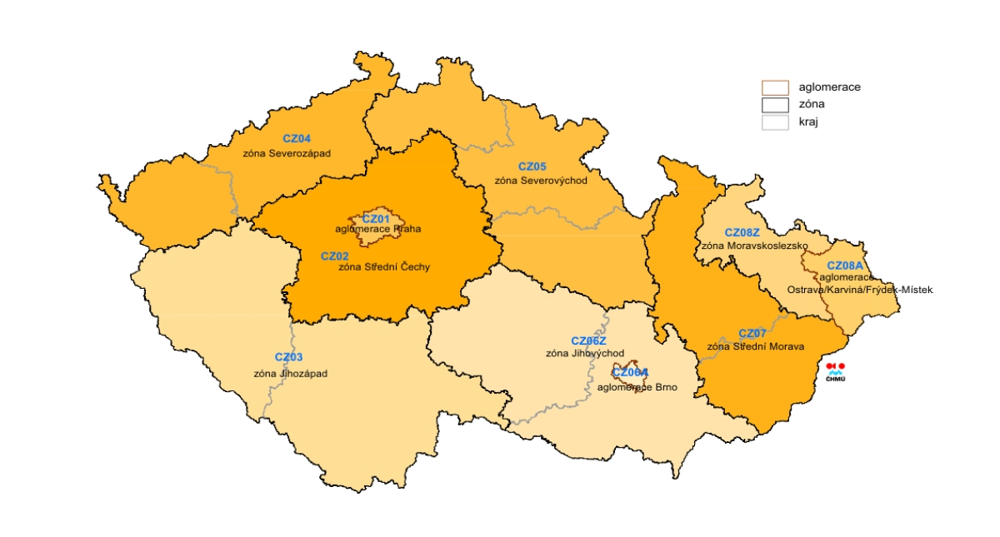 aglomerace
zóna
kraj
CZ04
zóna Severozápad
CZ05
zóna Severovýchod
CZ01
aglomerace Praha
CZ02
zóna Střední Čechy
CZ08Z
zóna Moravskoslezsko
CZ08A
aglomerace
Ostrava/Karviná/Frýdek-Místek
CZ07
zóna Střední Morava
CZ06Z
zóna Jihovýchod
CZ06A
aglomerace Brno
CZ03
zóna Jihozápad
ČHMÚ